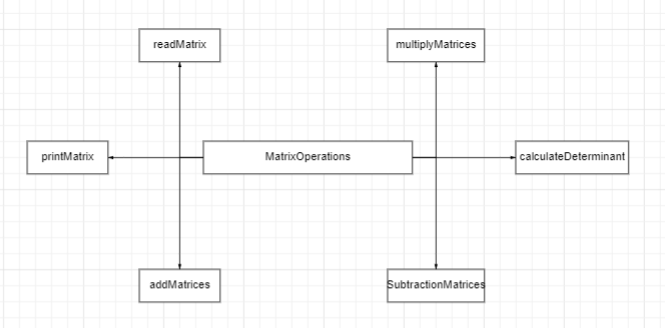 readMatrix
multiplyMatrices
printMatrix
MatrixOperations
calculateDeterminant
addMatrices
SubtractionMatrices